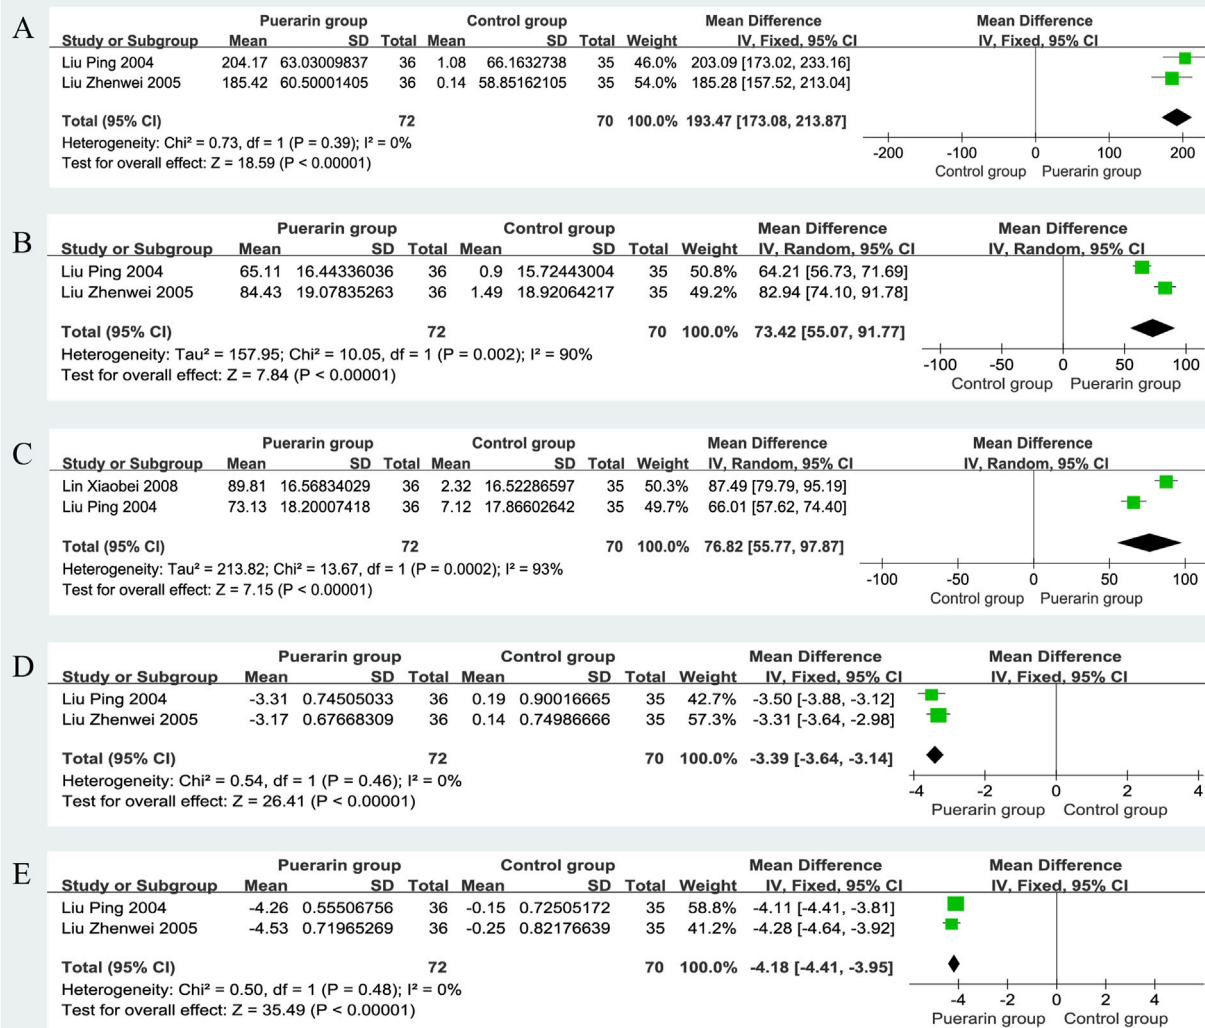 A
Puerarin group Control group Mean Difference Mean Difference
Study or Subgroup Mean SD Total Mean SD Total Weight IV, Fixed, 95% CI IV, Fixed, 95% CI
Liu Ping 2004 204.17 63.03009837 36 1.08 66.1632738 35 46.0% 203.09 [173.02, 233.16]
Liu Zhenwei 2005 185.42 60.50001405 36 0.14 58.85162105 35 54.0% 185.28 [157.52, 213.04]
Total (95% CI) 72 70 100.0% 193.47 [173.08, 213.87]
Heterogeneity: Chi² = 0.73, df = 1 (P = 0.39); I² = 0%
Test for overall effect: Z = 18.59 (P < 0.00001)
-200 -100 0 100 200
Control group Puerarin group
B
Puerarin group Control group Mean Difference Mean Difference
Study or Subgroup Mean SD Total Mean SD Total Weight IV, Random, 95% CI IV, Random, 95% CI
Liu Ping 2004 65.11 16.44336036 36 0.9 15.72443004 35 50.8% 64.21 [56.73, 71.69]
Liu Zhenwei 2005 84.43 19.07835263 36 1.49 18.92064217 35 49.2% 82.94 [74.10, 91.78]
Total (95% CI) 72 70 100.0% 73.42 [55.07, 91.77]
Heterogeneity: Tau² = 157.95; Chi² = 10.05, df = 1 (P = 0.002); I² = 90%
Test for overall effect: Z = 7.84 (P < 0.00001)
-100 -50 0 50 100
Control group Puerarin group
C
Puerarin group Control group Mean Difference Mean Difference
Study or Subgroup Mean SD Total Mean SD Total Weight IV, Random, 95% CI IV, Random, 95% CI
Lin Xiaobei 2008 89.81 16.56834029 36 2.32 16.52286597 35 50.3% 87.49 [79.79, 95.19]
Liu Ping 2004 73.13 18.20007418 36 7.12 17.86602642 35 49.7% 66.01 [57.62, 74.40]
Total (95% CI) 72 70 100.0% 76.82 [55.77, 97.87]
Heterogeneity: Tau² = 213.82; Chi² = 13.67, df = 1 (P = 0.0002); I² = 93%
Test for overall effect: Z = 7.15 (P < 0.00001)
-100 -50 0 50 100
Control group Puerarin group
D
Puerarin group Control group Mean Difference Mean Difference
Study or Subgroup Mean SD Total Mean SD Total Weight IV, Fixed, 95% CI IV, Fixed, 95% CI
Liu Ping 2004 -3.31 0.74505033 36 0.19 0.90016665 35 42.7% -3.50 [-3.88, -3.12]
Liu Zhenwei 2005 -3.17 0.67668309 36 0.14 0.74986666 35 57.3% -3.31 [-3.64, -2.98]
Total (95% CI) 72 70 100.0% -3.39 [-3.64, -3.14]
Heterogeneity: Chi² = 0.54, df = 1 (P = 0.46); I² = 0%
Test for overall effect: Z = 26.41 (P < 0.00001)
-4 -2 0 2 4
Puerarin group Control group
E
Puerarin group Control group Mean Difference Mean Difference
Study or Subgroup Mean SD Total Mean SD Total Weight IV, Fixed, 95% CI IV, Fixed, 95% CI
Liu Ping 2004 -4.26 0.55506756 36 -0.15 0.72505172 35 58.8% -4.11 [-4.41, -3.81]
Liu Zhenwei 2005 -4.53 0.71965269 36 -0.25 0.82176639 35 41.2% -4.28 [-4.64, -3.92]
Total (95% CI) 72 70 100.0% -4.18 [-4.41, -3.95]
Heterogeneity: Chi² = 0.50, df = 1 (P = 0.48); I² = 0%
Test for overall effect: Z = 35.49 (P < 0.00001)
-4 -2 0 2 4
Puerarin group Control group